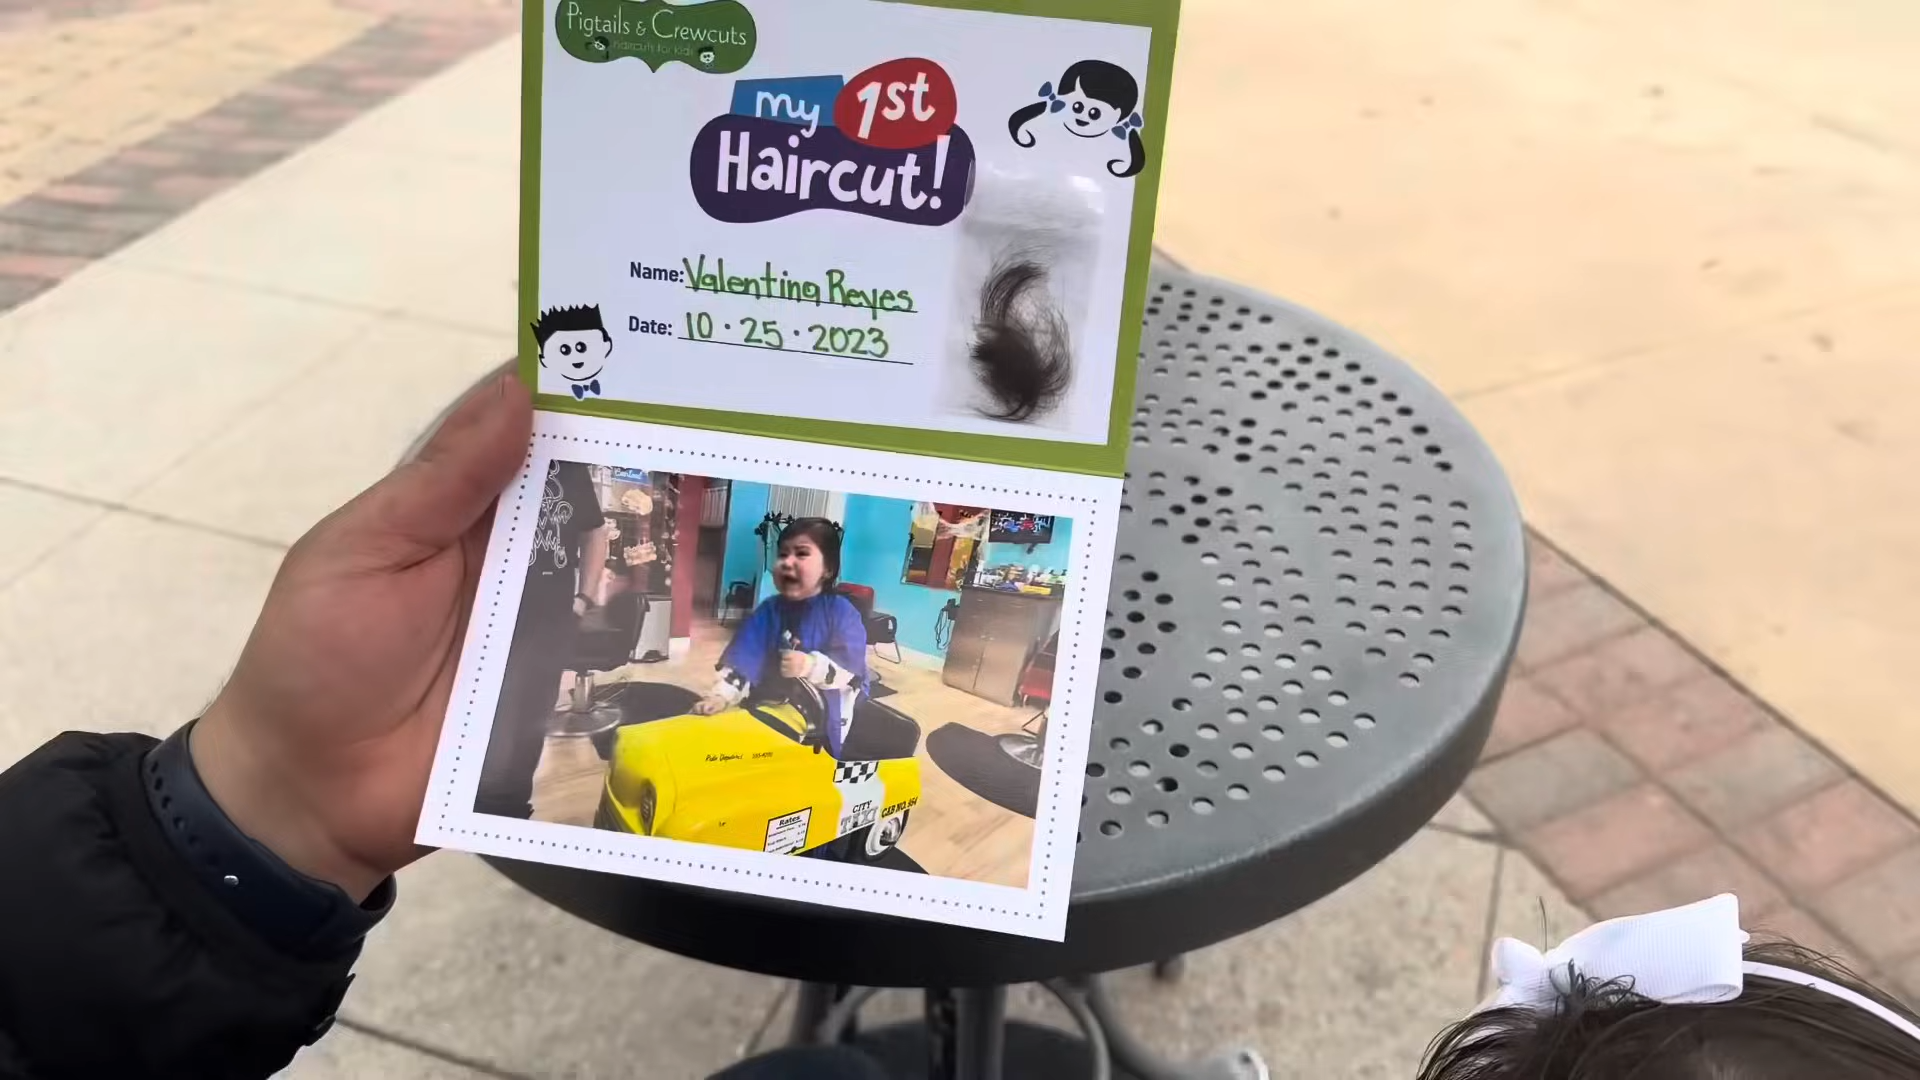 Pigtails & Crewcuts
haircuts for kids
my 1st
Haircut!
Name: Valentina Reyes
Date: 10·25·2023
Rates
CITY
TAXI
CAB NO. 954